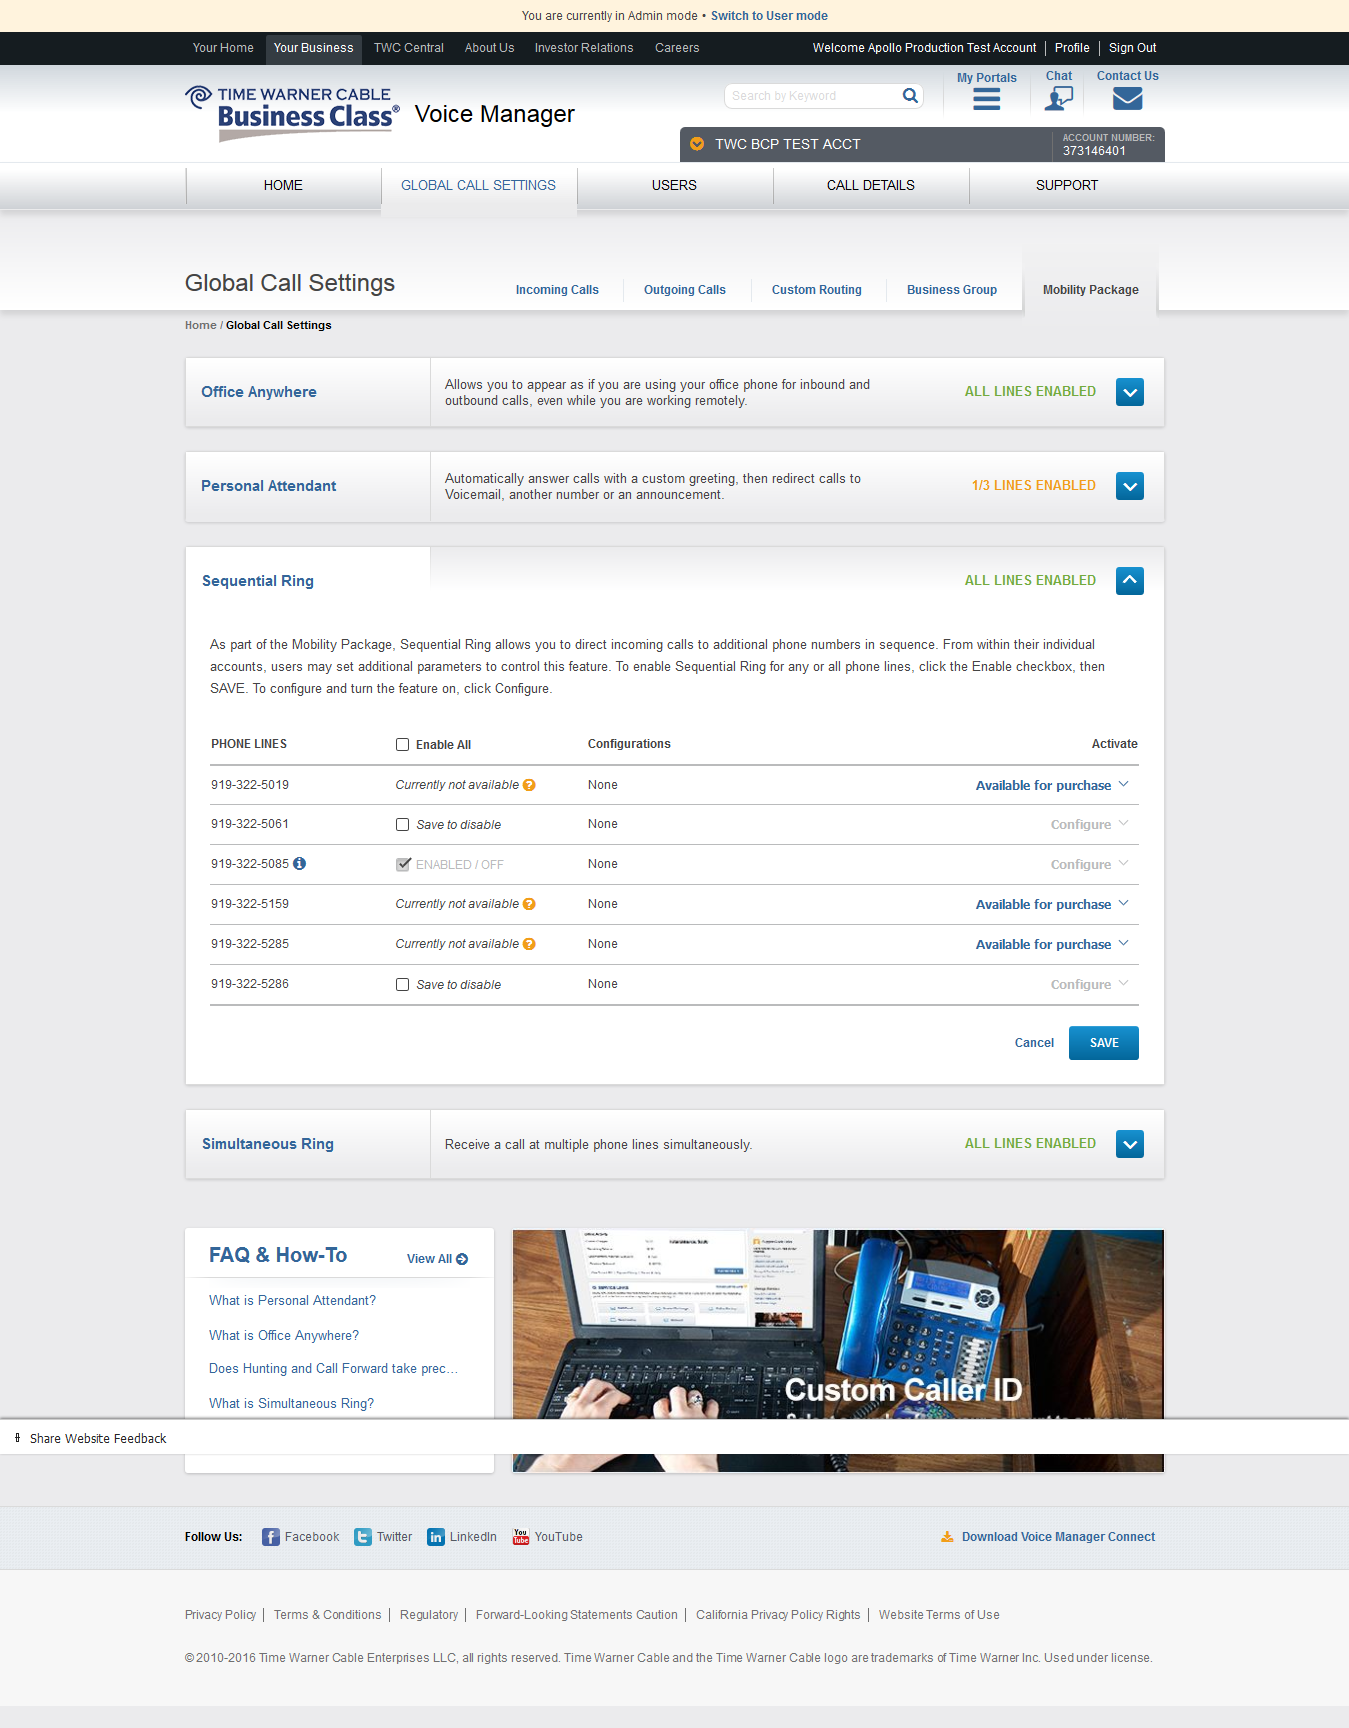 You are currently in Admin mode • Switch to User mode
Your Home Your Business TWC Central About Us Investor Relations Careers Welcome Apollo Production Test Account Profile Sign Out
TIME WARNER CABLE
Business Class®
Voice Manager
Search by Keyword
My Portals
Chat
Contact Us
TWC BCP TEST ACCT
ACCOUNT NUMBER:
373146401
HOME GLOBAL CALL SETTINGS USERS CALL DETAILS SUPPORT
Global Call Settings
Incoming Calls Outgoing Calls Custom Routing Business Group Mobility Package
Home / Global Call Settings
Office Anywhere
Allows you to appear as if you are using your office phone for inbound and
outbound calls, even while you are working remotely.
ALL LINES ENABLED
Personal Attendant
Automatically answer calls with a custom greeting, then redirect calls to
Voicemail, another number or an announcement.
1/3 LINES ENABLED
Sequential Ring
ALL LINES ENABLED
As part of the Mobility Package, Sequential Ring allows you to direct incoming calls to additional phone numbers in sequence. From within their individual
accounts, users may set additional parameters to control this feature. To enable Sequential Ring for any or all phone lines, click the Enable checkbox, then
SAVE. To configure and turn the feature on, click Configure.
PHONE LINES Enable All Configurations Activate
919-322-5019 Currently not available ? None Available for purchase
919-322-5061 Save to disable None Configure
919-322-5085 ENABLED / OFF None Configure
919-322-5159 Currently not available ? None Available for purchase
919-322-5285 Currently not available ? None Available for purchase
919-322-5286 Save to disable None Configure
Cancel SAVE
Simultaneous Ring
Receive a call at multiple phone lines simultaneously.
ALL LINES ENABLED
FAQ & How-To
View All
What is Personal Attendant?
What is Office Anywhere?
Does Hunting and Call Forward take prec...
What is Simultaneous Ring?
Custom Caller ID
Share Website Feedback
Follow Us: Facebook Twitter LinkedIn YouTube
Download Voice Manager Connect
Privacy Policy Terms & Conditions Regulatory Forward-Looking Statements Caution California Privacy Policy Rights Website Terms of Use
© 2010-2016 Time Warner Cable Enterprises LLC, all rights reserved. Time Warner Cable and the Time Warner Cable logo are trademarks of Time Warner Inc. Used under license.